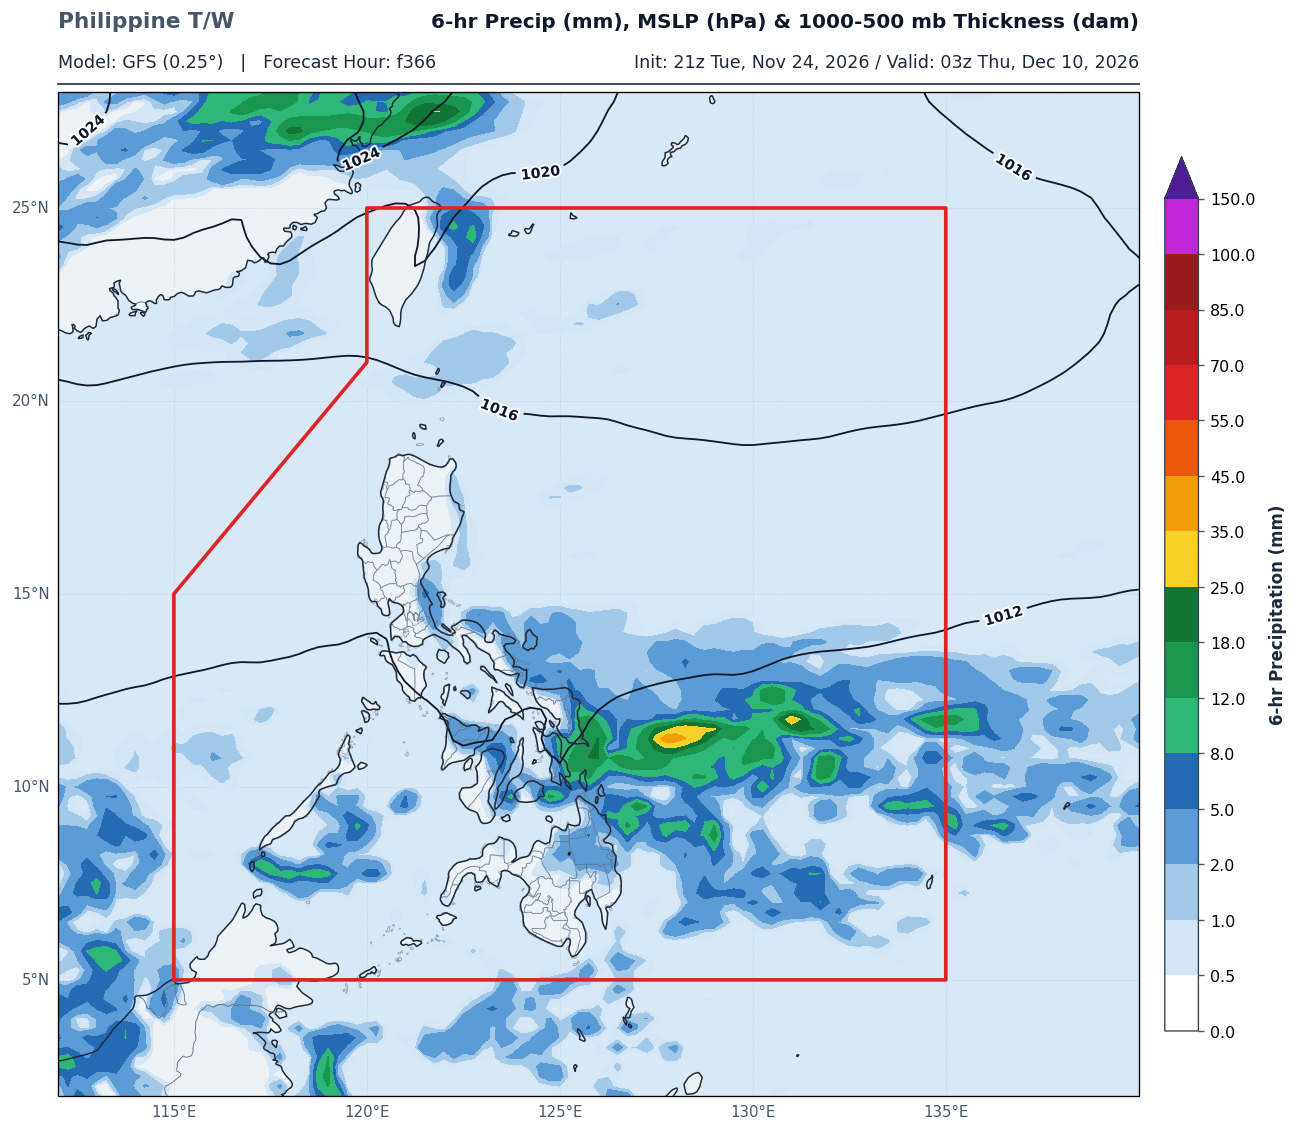 Philippine T/W
6-hr Precip (mm), MSLP (hPa) & 1000-500 mb Thickness (dam)
Model: GFS (0.25°)   |   Forecast Hour: f366
Init: 21z Tue, Nov 24, 2026 / Valid: 03z Thu, Dec 10, 2026
1024
1024
1020
1016
1016
1012
25°N
20°N
15°N
10°N
5°N
115°E
120°E
125°E
130°E
135°E
150.0
100.0
85.0
70.0
55.0
45.0
35.0
25.0
18.0
12.0
8.0
5.0
2.0
1.0
0.5
0.0
6-hr Precipitation (mm)